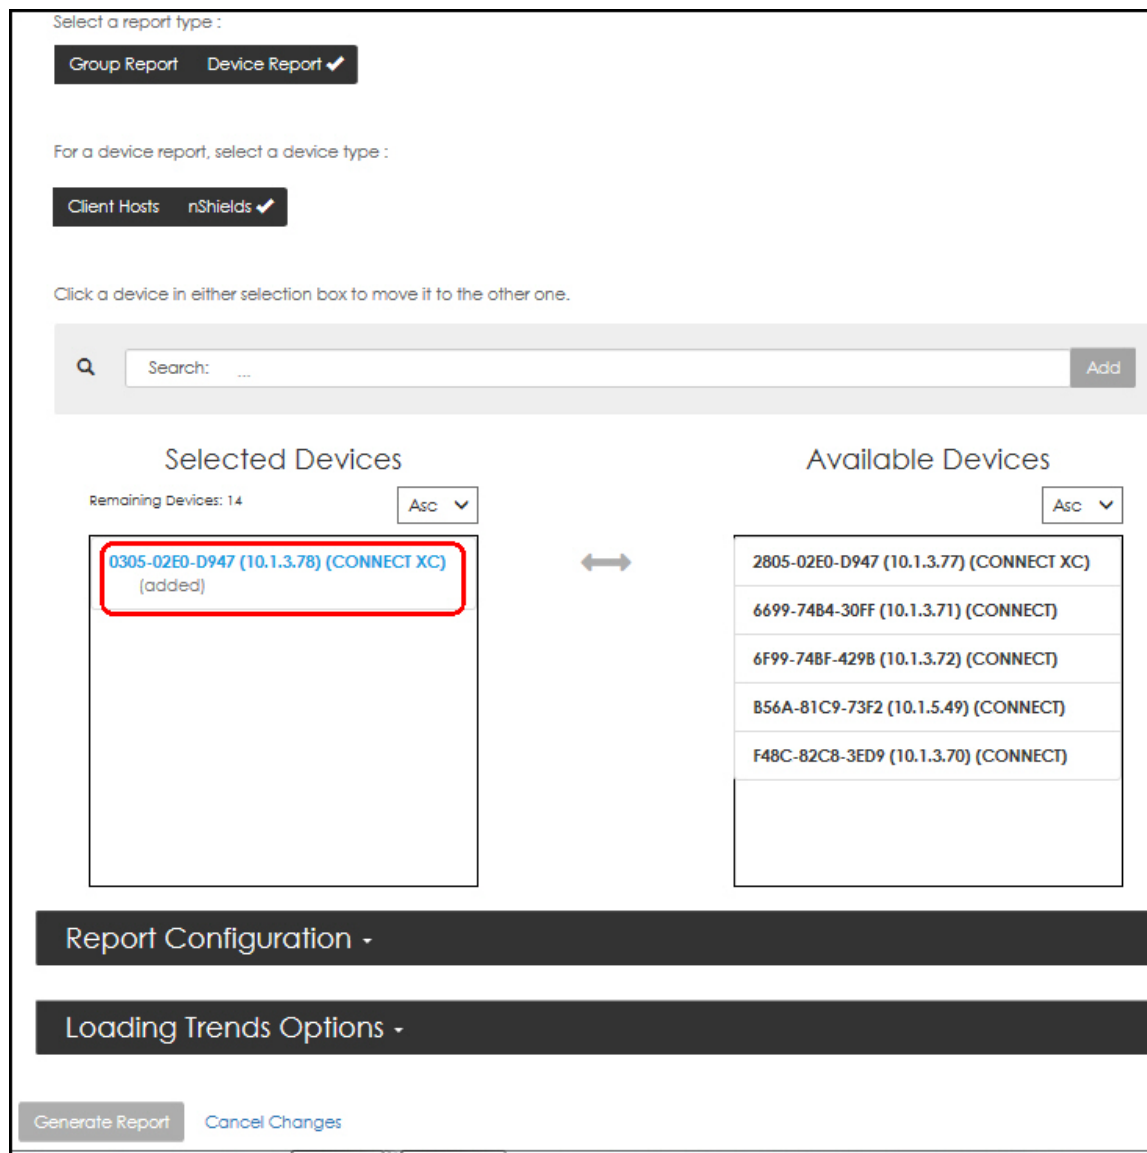 Select a report type :
Group Report Device Report
For a device report, select a device type :
Client Hosts nShields
Click a device in either selection box to move it to the other one.
Search: ... Add
Selected Devices Available Devices
Remaining Devices: 14 Asc Asc
0305-02E0-D947 (10.1.3.78) (CONNECT XC)
(added)
2805-02E0-D947 (10.1.3.77) (CONNECT XC)
6699-74B4-30FF (10.1.3.71) (CONNECT)
6F99-74BF-429B (10.1.3.72) (CONNECT)
B56A-81C9-73F2 (10.1.5.49) (CONNECT)
F48C-82C8-3ED9 (10.1.3.70) (CONNECT)
Report Configuration
Loading Trends Options
Generate Report Cancel Changes